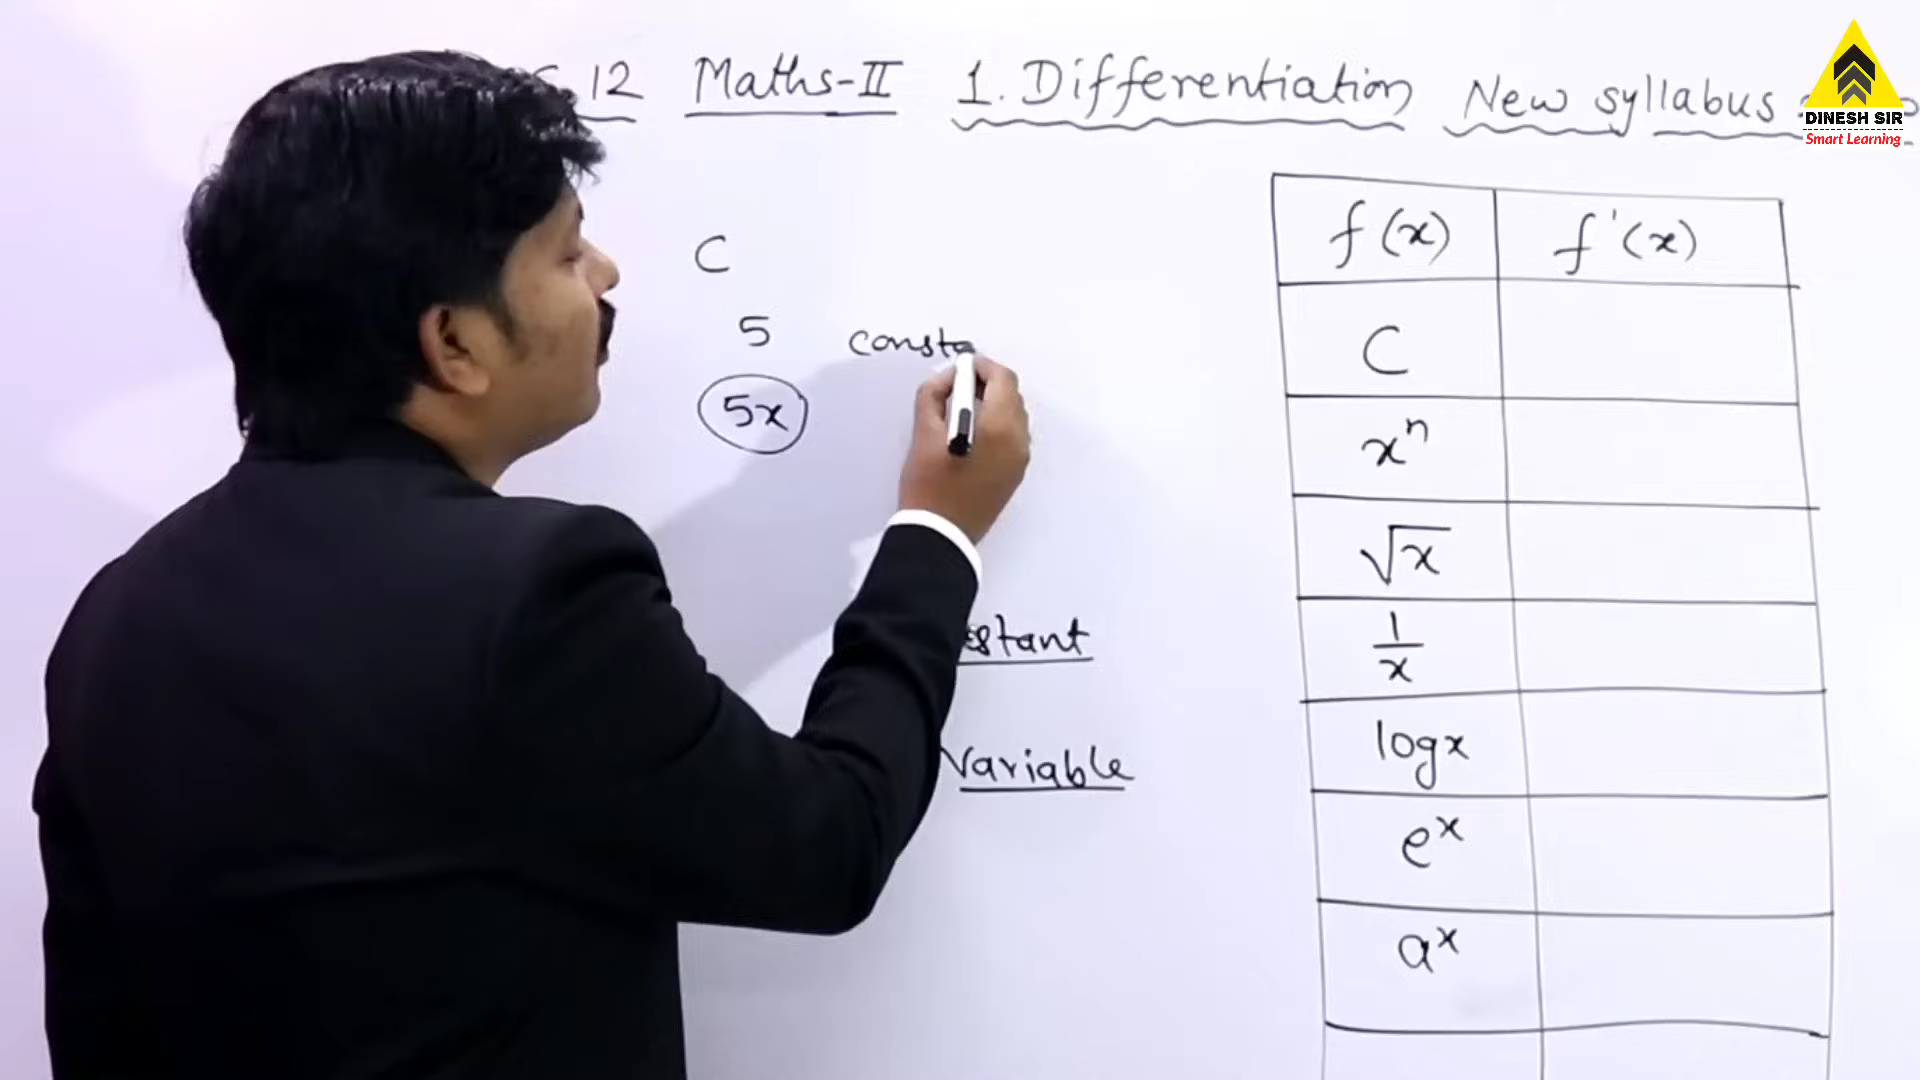 12 Maths-II 1. Differentiation New syllabus
DINESH SIR
Smart Learning
C
5 consta
5x
stant
Variable
f(x) f'(x)
C
xⁿ
√x
1/x
logx
eˣ
aˣ